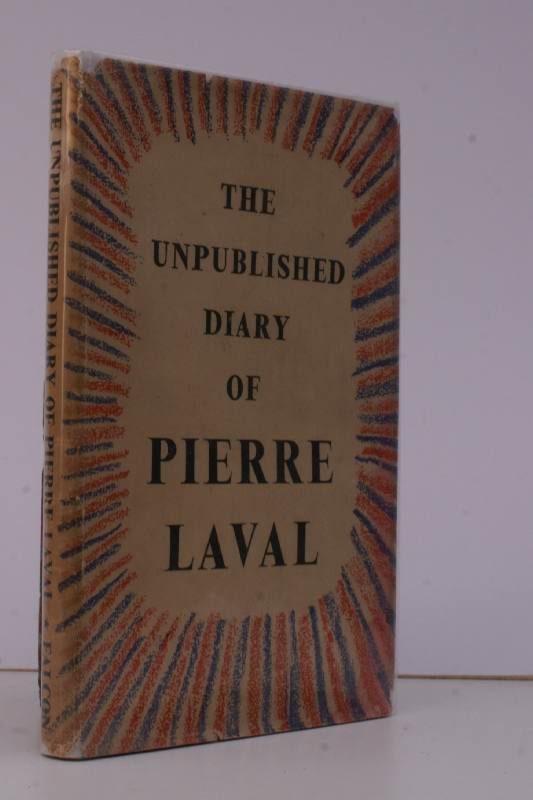 THE
UNPUBLISHED
DIARY
OF
PIERRE
LAVAL
THE UNPUBLISHED DIARY OF PIERRE LAVAL * FALCON